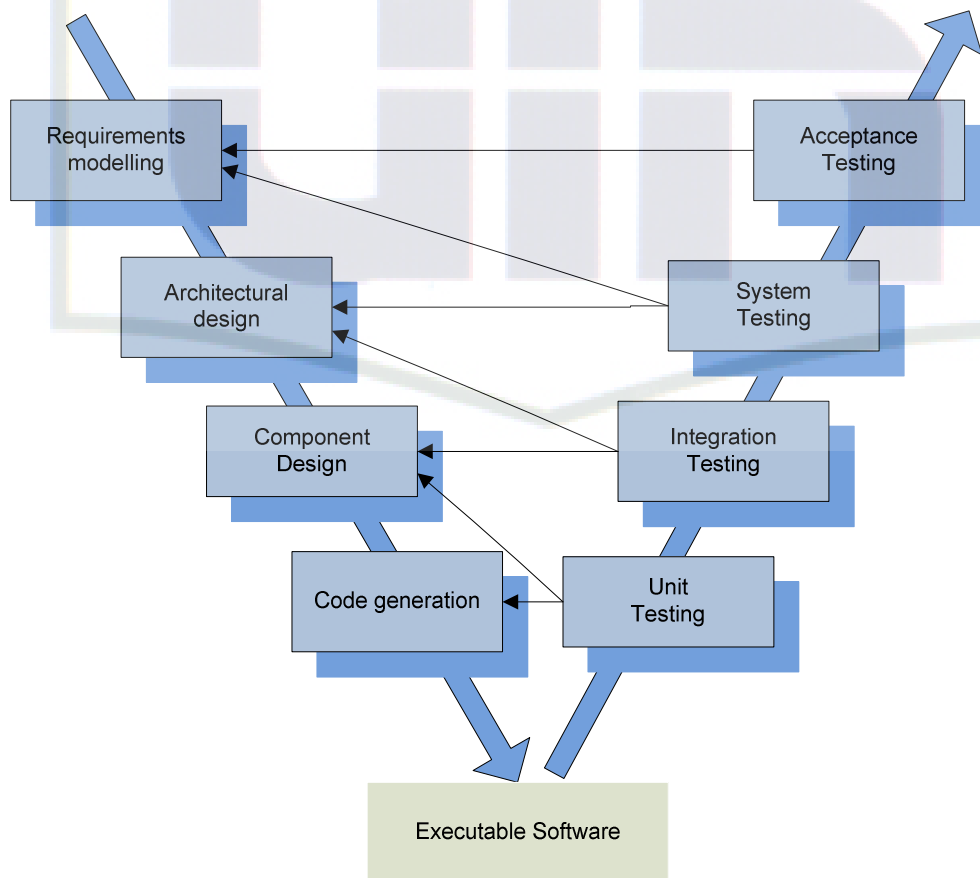 Requirements
modelling
Acceptance
Testing
Architectural
design
System
Testing
Component
Design
Integration
Testing
Code generation
Unit
Testing
Executable Software